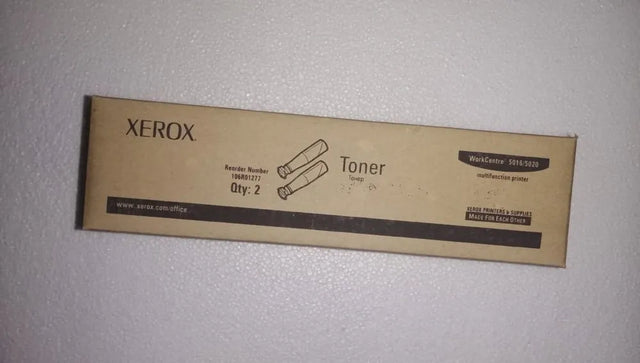 XEROX
Reorder Number
106R01277
Qty: 2
Toner
Тонер
WorkCentre 5016/5020
multifunction printer
www.xerox.com/office
XEROX PRINTERS & SUPPLIES
MADE FOR EACH OTHER